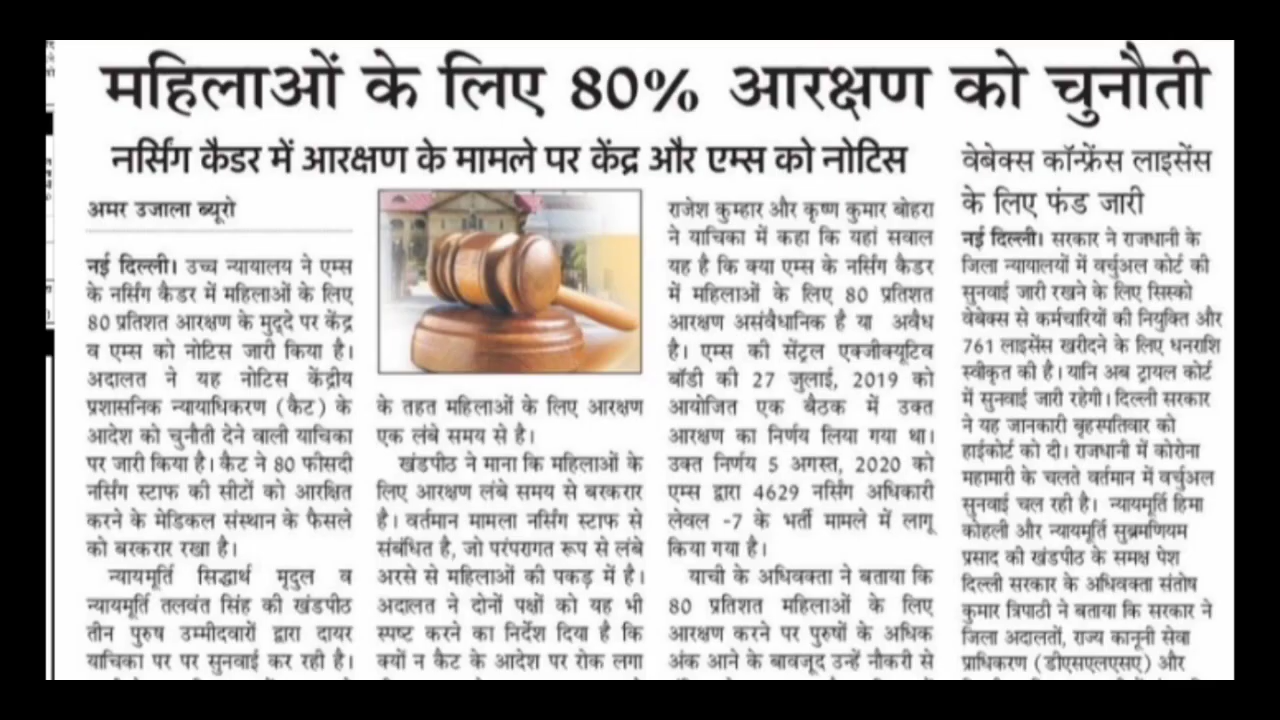 महिलाओं के लिए 80% आरक्षण को चुनौती
नर्सिंग कैडर में आरक्षण के मामले पर केंद्र और एम्स को नोटिस
अमर उजाला ब्यूरो
नई दिल्ली। उच्च न्यायालय ने एम्स
के नर्सिंग कैडर में महिलाओं के लिए
80 प्रतिशत आरक्षण के मुद्दे पर केंद्र
व एम्स को नोटिस जारी किया है।
अदालत ने यह नोटिस केंद्रीय
प्रशासनिक न्यायाधिकरण (कैट) के
आदेश को चुनौती देने वाली याचिका
पर जारी किया है। कैट ने 80 फीसदी
नर्सिंग स्टाफ की सीटों को आरक्षित
करने के मेडिकल संस्थान के फैसले
को बरकरार रखा है।
न्यायमूर्ति सिद्धार्थ मृदुल व
न्यायमूर्ति तलवंत सिंह की खंडपीठ
तीन पुरुष उम्मीदवारों द्वारा दायर
याचिका पर पर सुनवाई कर रही है।
के तहत महिलाओं के लिए आरक्षण
एक लंबे समय से है।
खंडपीठ ने माना कि महिलाओं के
लिए आरक्षण लंबे समय से बरकरार
है। वर्तमान मामला नर्सिंग स्टाफ से
संबंधित है, जो परंपरागत रूप से लंबे
अरसे से महिलाओं की पकड़ में है।
अदालत ने दोनों पक्षों को यह भी
स्पष्ट करने का निर्देश दिया है कि
क्यों न कैट के आदेश पर रोक लगा
राजेश कुम्हार और कृष्ण कुमार बोहरा
ने याचिका में कहा कि यहां सवाल
यह है कि क्या एम्स के नर्सिंग कैडर
में महिलाओं के लिए 80 प्रतिशत
आरक्षण असंवैधानिक है या अवैध
है। एम्स की सेंट्रल एक्जीक्यूटिव
बॉडी की 27 जुलाई, 2019 को
आयोजित एक बैठक में उक्त
आरक्षण का निर्णय लिया गया था।
उक्त निर्णय 5 अगस्त, 2020 को
एम्स द्वारा 4629 नर्सिंग अधिकारी
लेवल -7 के भर्ती मामले में लागू
किया गया है।
याची के अधिवक्ता ने बताया कि
80 प्रतिशत महिलाओं के लिए
आरक्षण करने पर पुरुषों के अधिक
अंक आने के बावजूद उन्हें नौकरी से
वेबेक्स कॉन्फ्रेंस लाइसेंस
के लिए फंड जारी
नई दिल्ली। सरकार ने राजधानी के
जिला न्यायालयों में वर्चुअल कोर्ट की
सुनवाई जारी रखने के लिए सिस्को
वेबेक्स से कर्मचारियों की नियुक्ति और
761 लाइसेंस खरीदने के लिए धनराशि
स्वीकृत की है। यानि अब ट्रायल कोर्ट
में सुनवाई जारी रहेगी। दिल्ली सरकार
ने यह जानकारी बृहस्पतिवार को
हाईकोर्ट को दी। राजधानी में कोरोना
महामारी के चलते वर्तमान में वर्चुअल
सुनवाई चल रही है। न्यायमूर्ति हिमा
कोहली और न्यायमूर्ति सुब्रमणियम
प्रसाद की खंडपीठ के समक्ष पेश
दिल्ली सरकार के अधिवक्ता संतोष
कुमार त्रिपाठी ने बताया कि सरकार ने
जिला अदालतों, राज्य कानूनी सेवा
प्राधिकरण (डीएसएलएसए) और